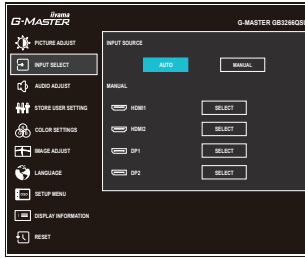 iiyama
G-MASTER
G-MASTER GB3266QSU
PICTURE ADJUST
INPUT SELECT
AUDIO ADJUST
STORE USER SETTING
COLOR SETTINGS
IMAGE ADJUST
LANGUAGE
SETUP MENU
DISPLAY INFORMATION
RESET
INPUT SOURCE
AUTO
MANUAL
MANUAL
HDMI1
SELECT
HDMI2
SELECT
DP1
SELECT
DP2
SELECT